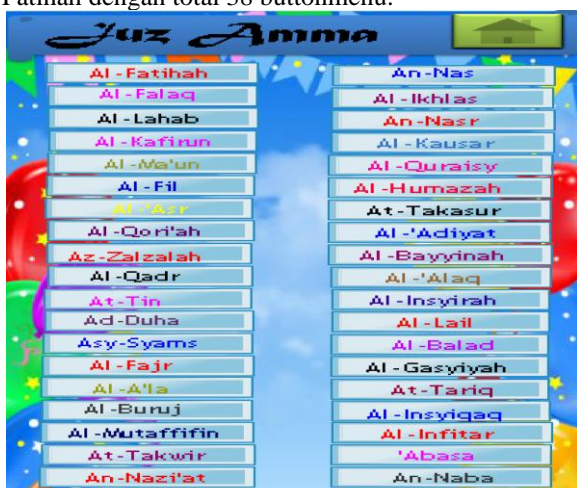 Fatihah dengan total 38 buttonmenu.
Juz Amma
Al-Fatihah An-Nas
Al-Falaq Al-Ikhlas
Al-Lahab An-Nasr
Al-Kafirun Al-Kausar
Al-Ma'un Al-Quraisy
Al-Fil Al-Humazah
Al-'Asr At-Takasur
Al-Qori'ah Al-'Adiyat
Az-Zalzalah Al-Bayyinah
Al-Qadr Al-'Alaq
At-Tin Al-Insyirah
Ad-Duha Al-Lail
Asy-Syams Al-Balad
Al-Fajr Al-Gasyiyah
Al-A'la At-Tariq
Al-Buruj Al-Insyiqaq
Al-Mutaffifin Al-Infitar
At-Takwir 'Abasa
An-Nazi'at An-Naba